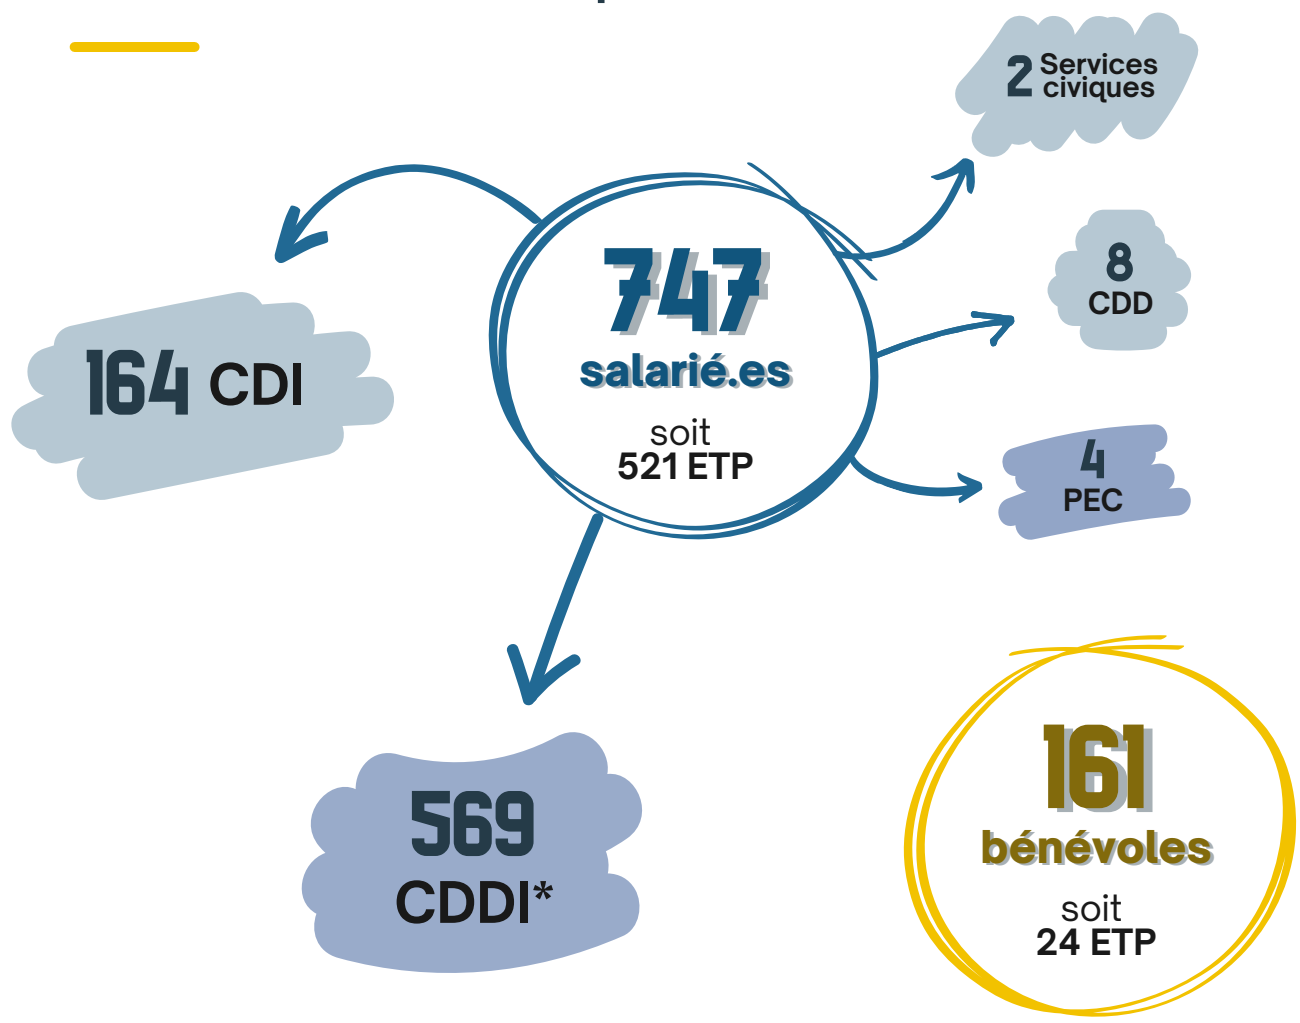 2 Services
civiques
747
salarié.es
soit
521 ETP
8
CDD
164 CDI
4
PEC
569
CDDI*
161
bénévoles
soit
24 ETP